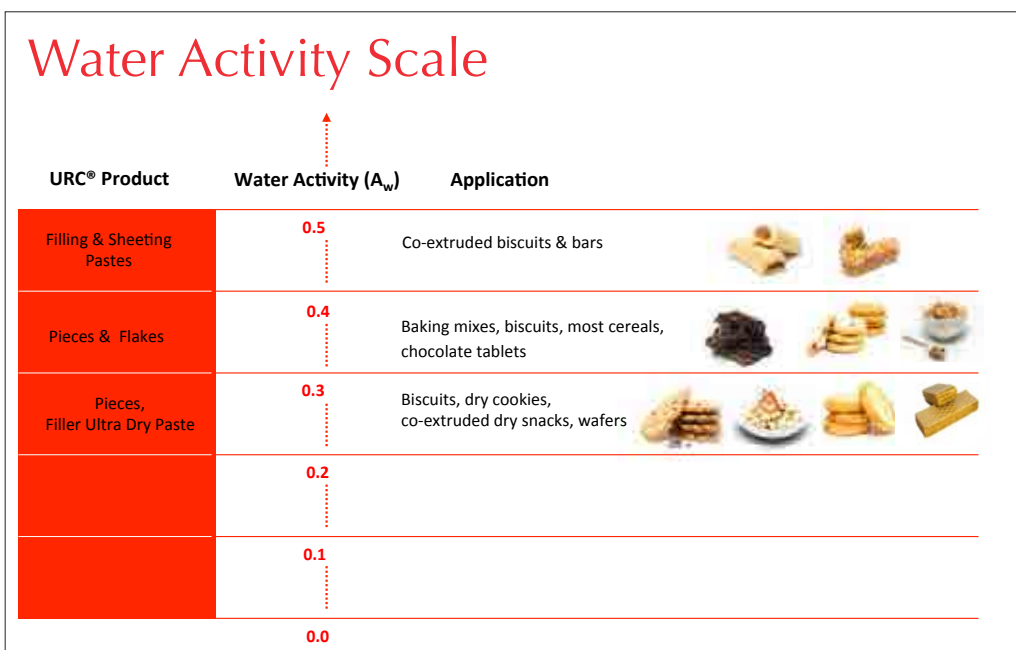 Water Activity Scale
URC® Product Water Activity (Aw) Application
Filling & Sheeting
Pastes
0.5
Co-extruded biscuits & bars
Pieces & Flakes
0.4
Baking mixes, biscuits, most cereals,
chocolate tablets
Pieces,
Filler Ultra Dry Paste
0.3
Biscuits, dry cookies,
co-extruded dry snacks, wafers
0.2
0.1
0.0